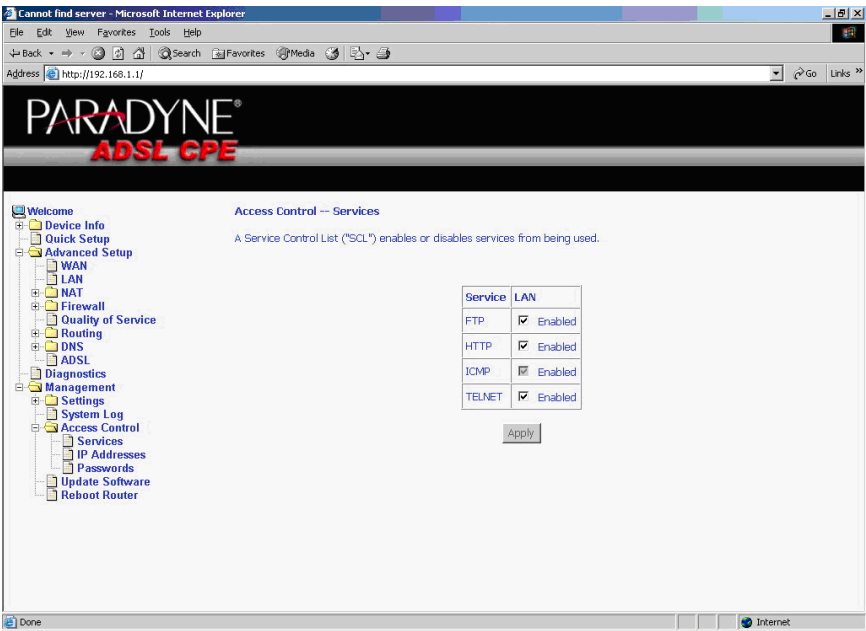 Cannot find server - Microsoft Internet Explorer
File Edit View Favorites Tools Help
Back Search Favorites Media
Address http://192.168.1.1/ Go Links »
PARADYNE®
ADSL CPE
Welcome
Device Info
Quick Setup
Advanced Setup
WAN
LAN
NAT
Firewall
Quality of Service
Routing
DNS
ADSL
Diagnostics
Management
Settings
System Log
Access Control
Services
IP Addresses
Passwords
Update Software
Reboot Router
Access Control -- Services
A Service Control List ("SCL") enables or disables services from being used.
Service LAN
FTP Enabled
HTTP Enabled
ICMP Enabled
TELNET Enabled
Apply
Done Internet